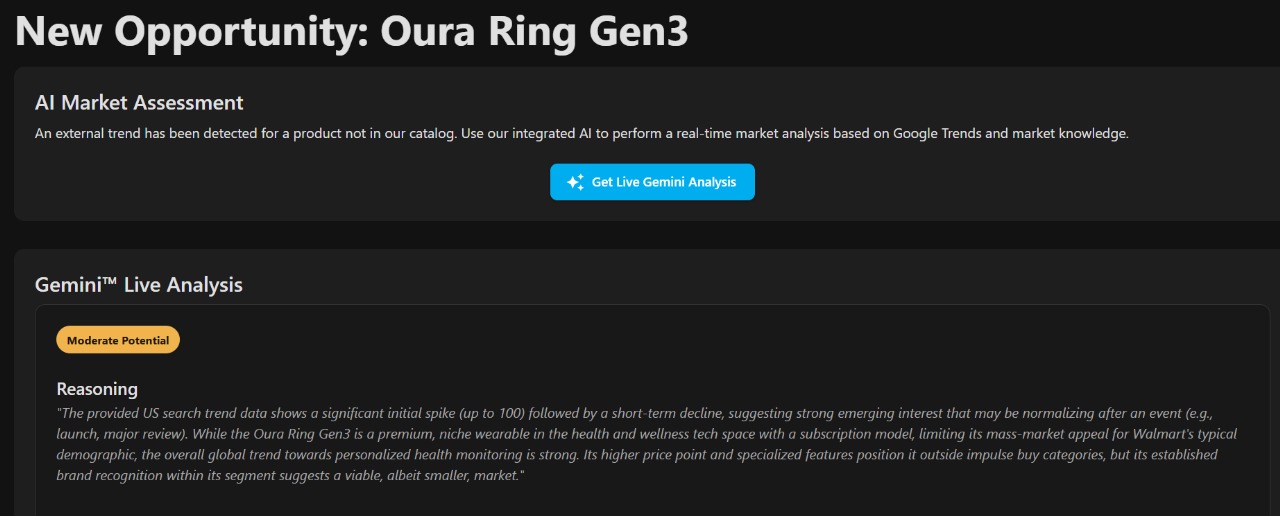 New Opportunity: Oura Ring Gen3
AI Market Assessment
An external trend has been detected for a product not in our catalog. Use our integrated AI to perform a real-time market analysis based on Google Trends and market knowledge.
Get Live Gemini Analysis
Gemini™ Live Analysis
Moderate Potential
Reasoning
"The provided US search trend data shows a significant initial spike (up to 100) followed by a short-term decline, suggesting strong emerging interest that may be normalizing after an event (e.g.,
launch, major review). While the Oura Ring Gen3 is a premium, niche wearable in the health and wellness tech space with a subscription model, limiting its mass-market appeal for Walmart's typical
demographic, the overall global trend towards personalized health monitoring is strong. Its higher price point and specialized features position it outside impulse buy categories, but its established
brand recognition within its segment suggests a viable, albeit smaller, market."